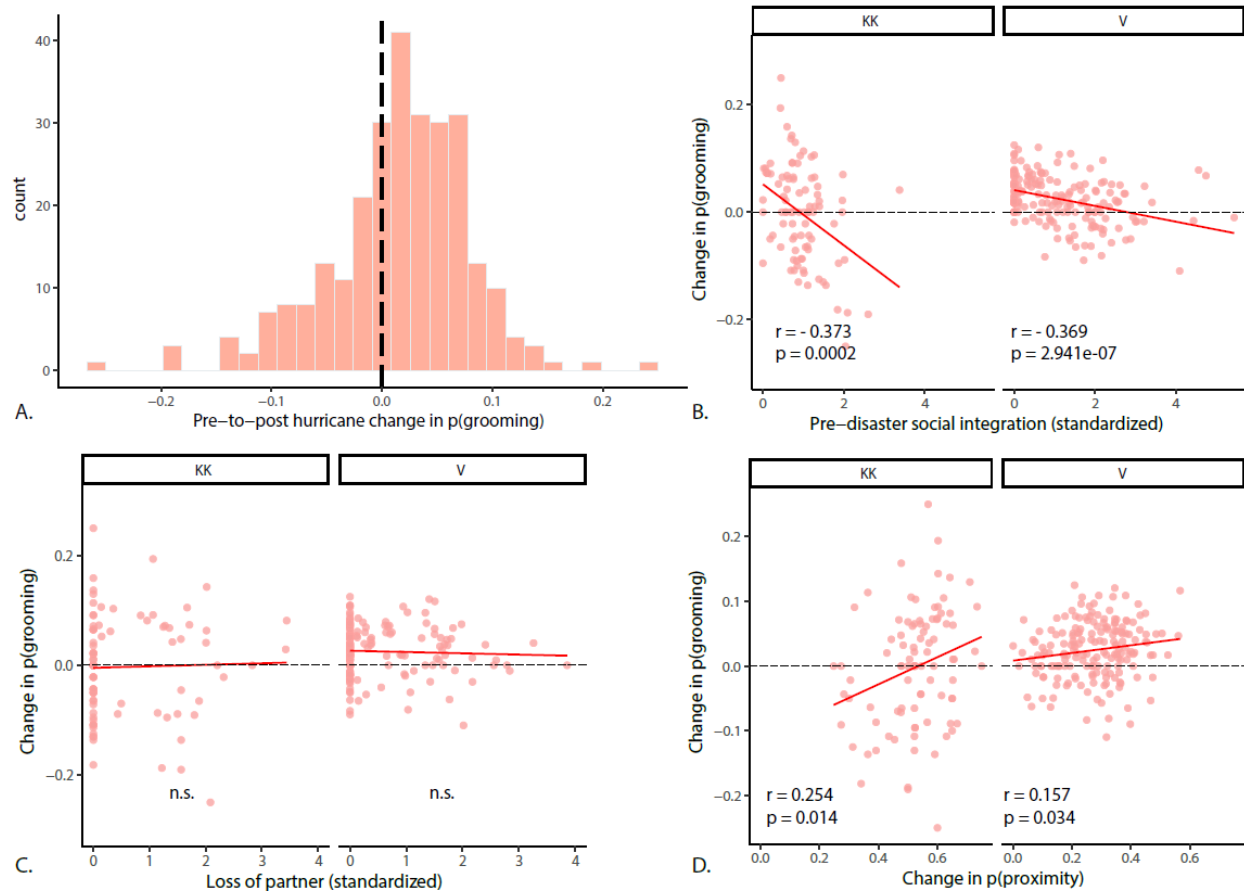 40
30
20
10
0
count
−0.2 −0.1 0.0 0.1 0.2
Pre−to−post hurricane change in p(grooming)
A.
KK V
0.2
0.0
−0.2
Change in p(grooming)
r = - 0.373
p = 0.0002
r = - 0.369
p = 2.941e-07
0 2 4 0 2 4
Pre−disaster social integration (standardized)
B.
KK V
0.2
0.0
−0.2
Change in p(grooming)
n.s. n.s.
0 1 2 3 4 0 1 2 3 4
Loss of partner (standardized)
C.
KK V
0.2
0.1
0.0
−0.1
−0.2
Change in p(grooming)
r = 0.254
p = 0.014
r = 0.157
p = 0.034
0.0 0.2 0.4 0.6 0.0 0.2 0.4 0.6
Change in p(proximity)
D.